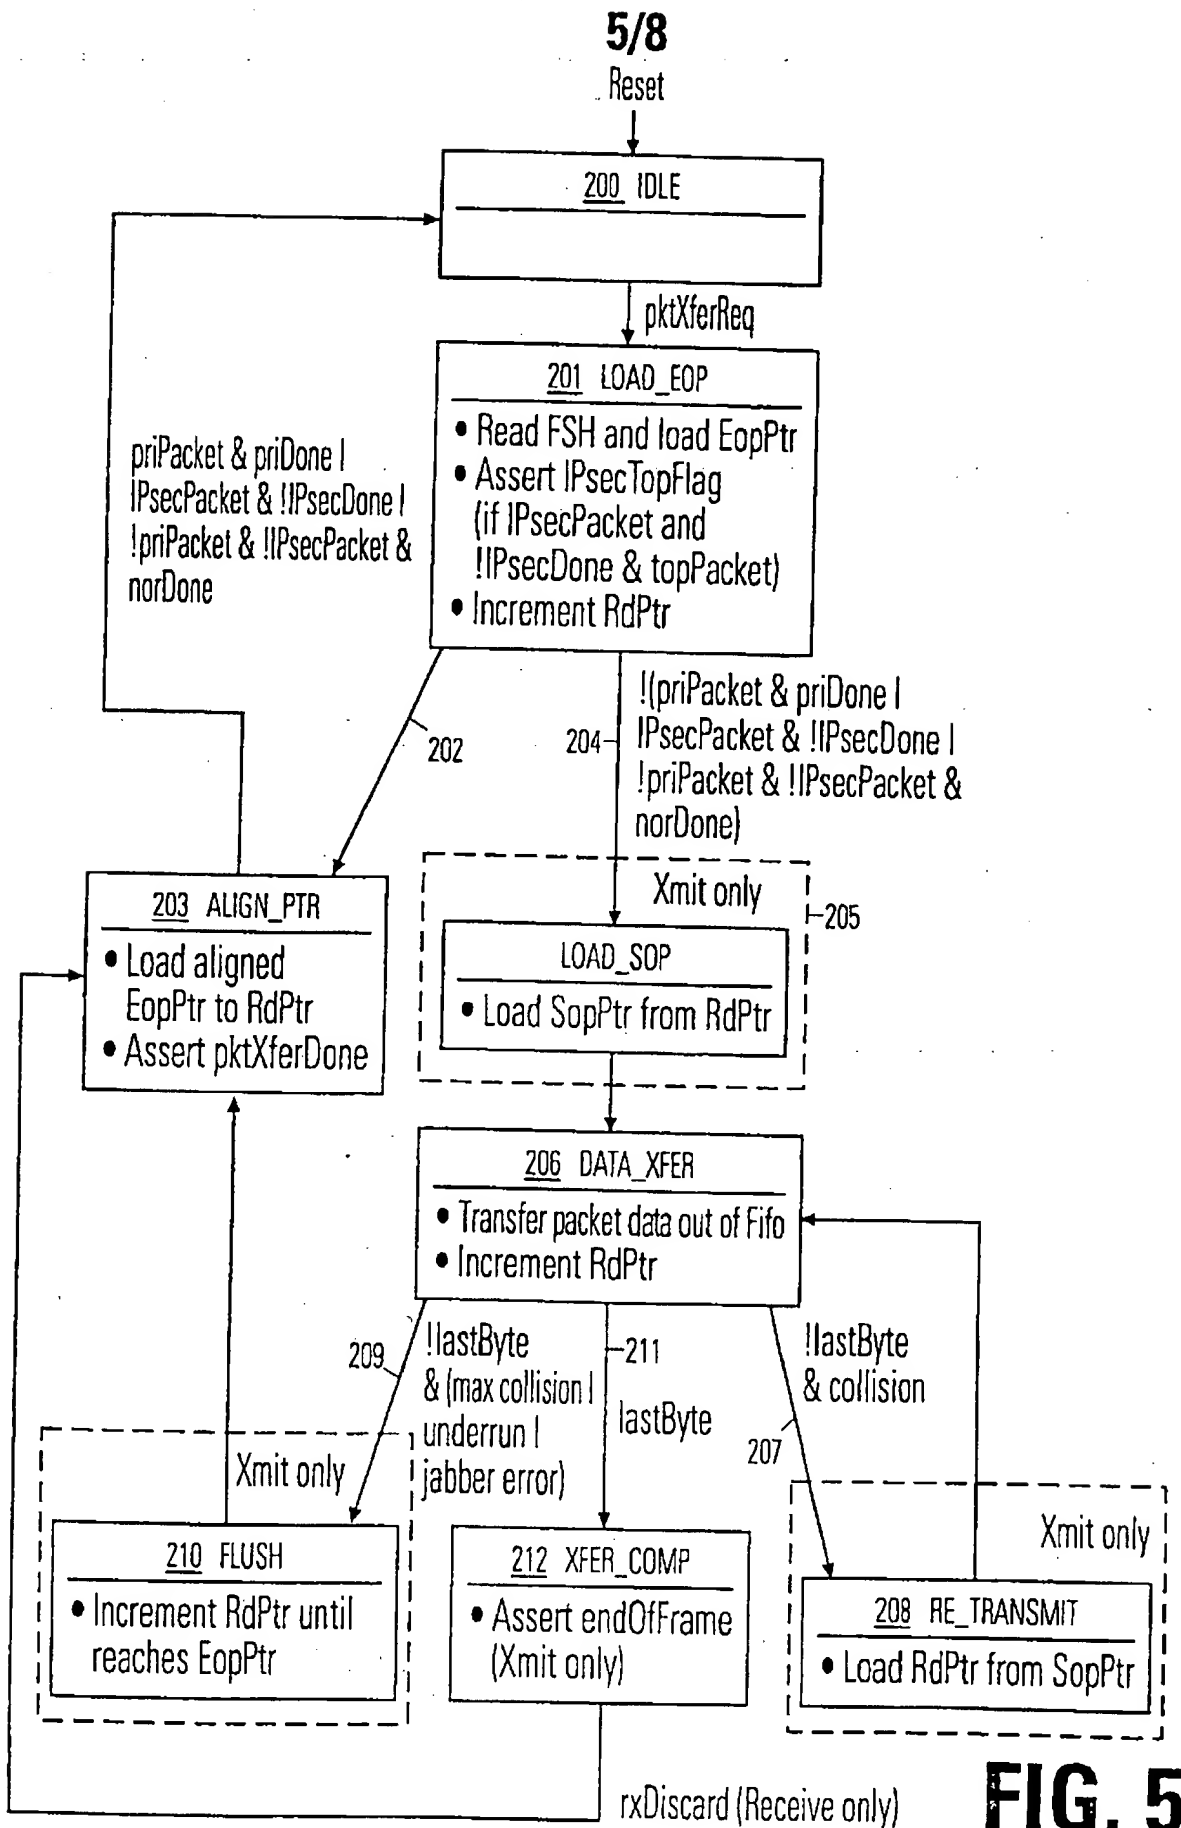 5/8
Reset
200 IDLE
pktXferReq
201 LOAD_EOP
• Read FSH and load EopPtr
• Assert IPsecTopFlag
(if IPsecPacket and
!IPsecDone & topPacket)
• Increment RdPtr
priPacket & priDone |
IPsecPacket & !IPsecDone |
!priPacket & !IPsecPacket &
norDone
202
204
!(priPacket & priDone |
IPsecPacket & !IPsecDone |
!priPacket & !IPsecPacket &
norDone)
203 ALIGN_PTR
• Load aligned
EopPtr to RdPtr
• Assert pktXferDone
Xmit only
205
LOAD_SOP
• Load SopPtr from RdPtr
206 DATA_XFER
• Transfer packet data out of Fifo
• Increment RdPtr
209
!lastByte
& (max collision |
underrun |
jabber error)
211
lastByte
!lastByte
& collision
207
Xmit only
210 FLUSH
• Increment RdPtr until
reaches EopPtr
212 XFER_COMP
• Assert endOfFrame
(Xmit only)
Xmit only
208 RE_TRANSMIT
• Load RdPtr from SopPtr
rxDiscard (Receive only)
FIG. 5